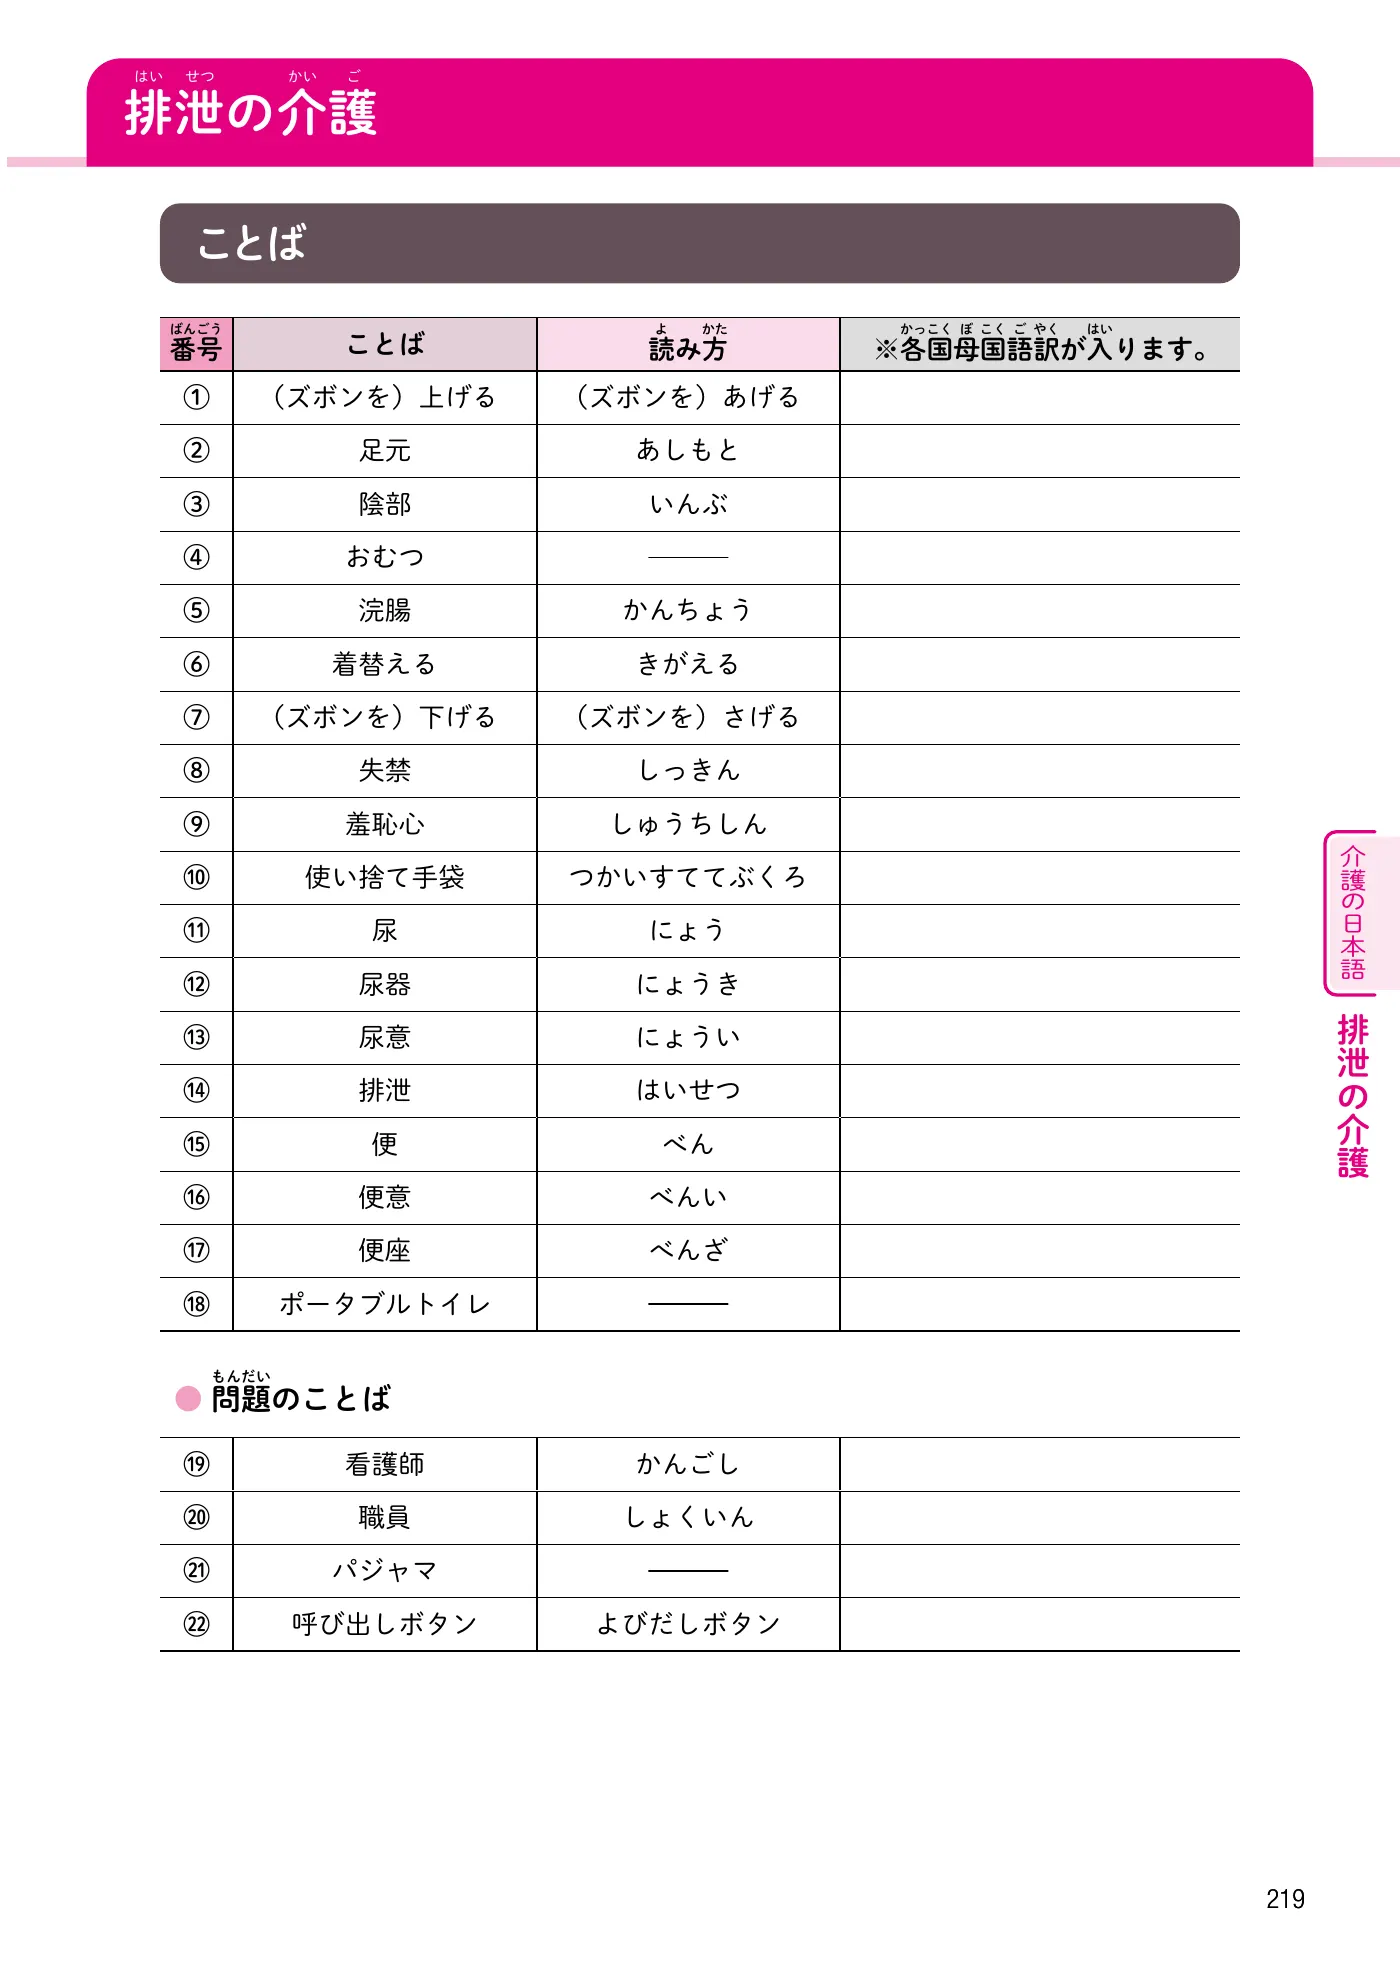 はい せつ かい ご
排泄の介護
ことば
ばんごう よ かた かっこく ぼ こく ご やく はい
番号 ことば 読み方 ※各国母国語訳が入ります。
① （ズボンを）上げる （ズボンを）あげる
② 足元 あしもと
③ 陰部 いんぶ
④ おむつ ———
⑤ 浣腸 かんちょう
⑥ 着替える きがえる
⑦ （ズボンを）下げる （ズボンを）さげる
⑧ 失禁 しっきん
⑨ 羞恥心 しゅうちしん
⑩ 使い捨て手袋 つかいすててぶくろ
⑪ 尿 にょう
⑫ 尿器 にょうき
⑬ 尿意 にょうい
⑭ 排泄 はいせつ
⑮ 便 べん
⑯ 便意 べんい
⑰ 便座 べんざ
⑱ ポータブルトイレ ———
もんだい
● 問題のことば
⑲ 看護師 かんごし
⑳ 職員 しょくいん
㉑ パジャマ ———
㉒ 呼び出しボタン よびだしボタン
介護の日本語
排泄の介護
219